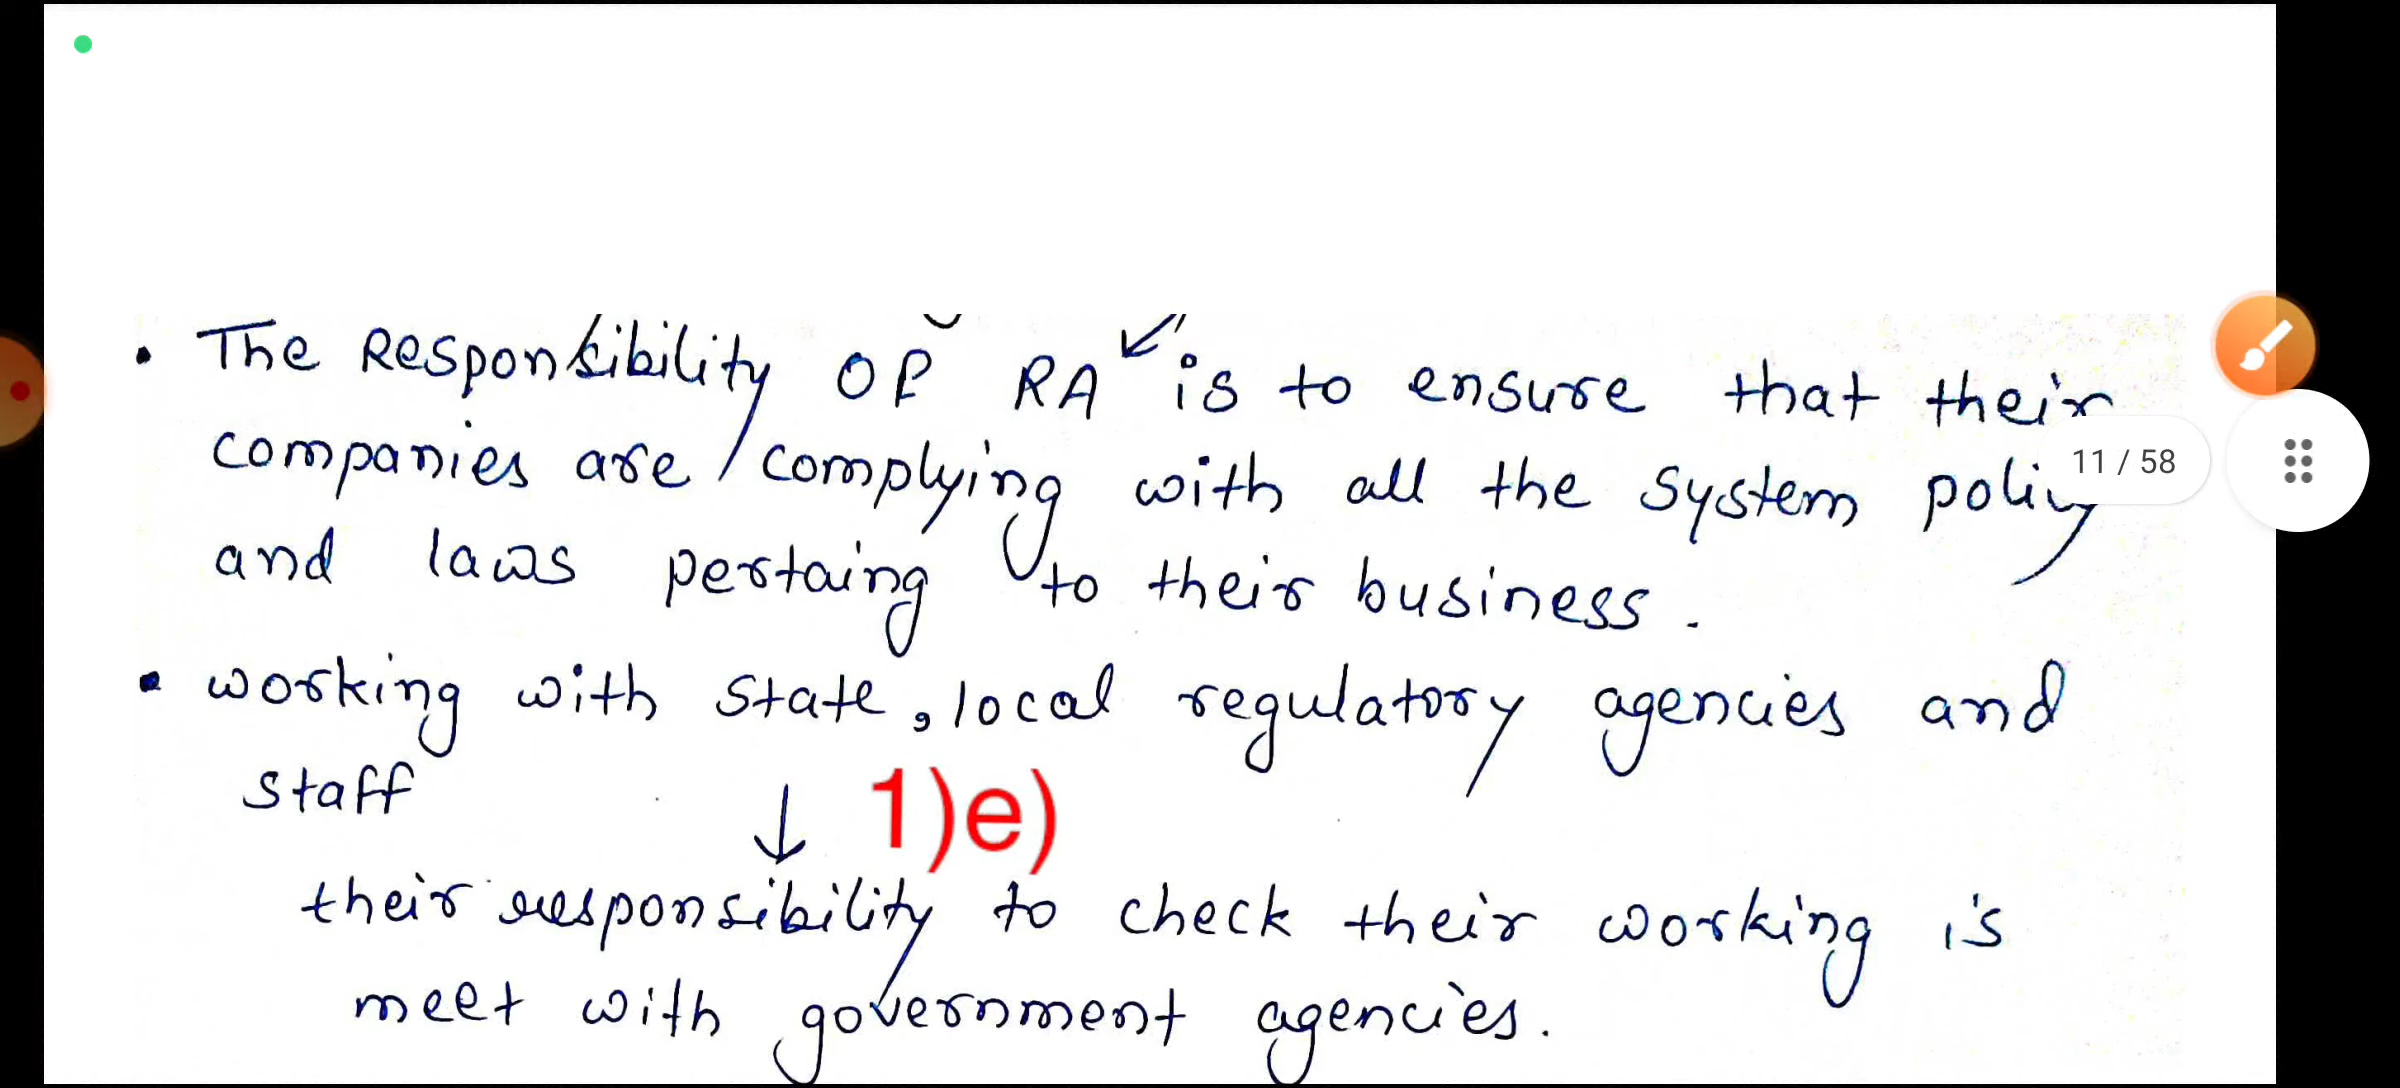 • The Responsibility OF RA is to ensure that their
companies are complying with all the system policy
11 / 58
and laws pertaing to their business.
• working with state, local regulatory agencies and
staff
↓ 1)e)
their responsibility to check their working is
meet with government agencies.